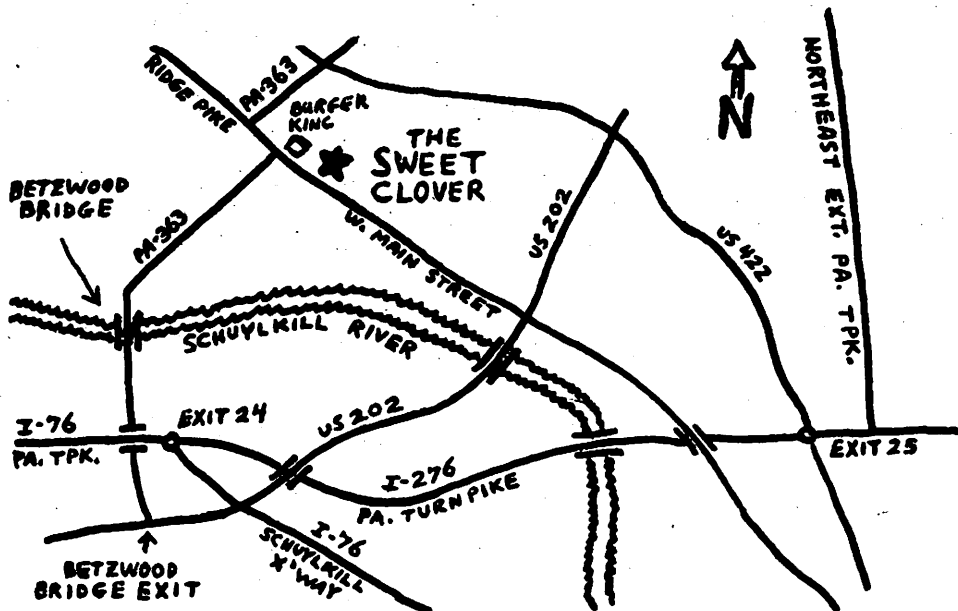 RIDGE PIKE
PA-363
BURGER
KING
THE
SWEET
CLOVER
N
NORTHEAST EXT. PA. TPK.
BETZWOOD
BRIDGE
PA-363
W. MAIN STREET
US 202
US 422
SCHUYLKILL RIVER
I-76
PA. TPK.
EXIT 24
US 202
I-276
PA. TURNPIKE
EXIT 25
I-76
SCHUYLKILL
X'WAY
BETZWOOD
BRIDGE EXIT